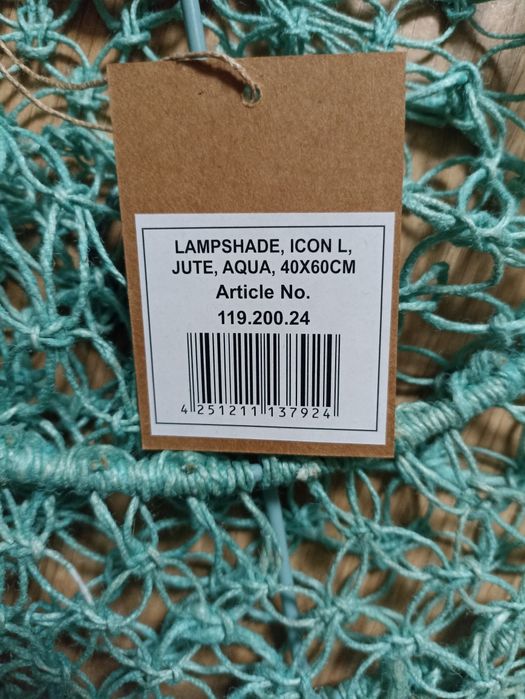 LAMPSHADE, ICON L,
JUTE, AQUA, 40X60CM
Article No.
119.200.24
4 251211 137924